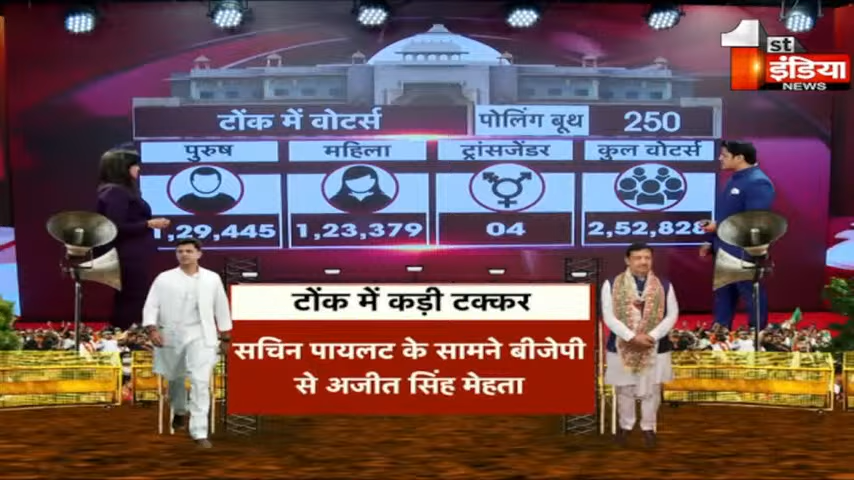 1st
इंडिया
NEWS
टोंक में वोटर्स
पोलिंग बूथ
250
पुरुष
महिला
ट्रांसजेंडर
कुल वोटर्स
1,29,445
1,23,379
04
2,52,828
टोंक में कड़ी टक्कर
सचिन पायलट के सामने बीजेपी
से अजीत सिंह मेहता